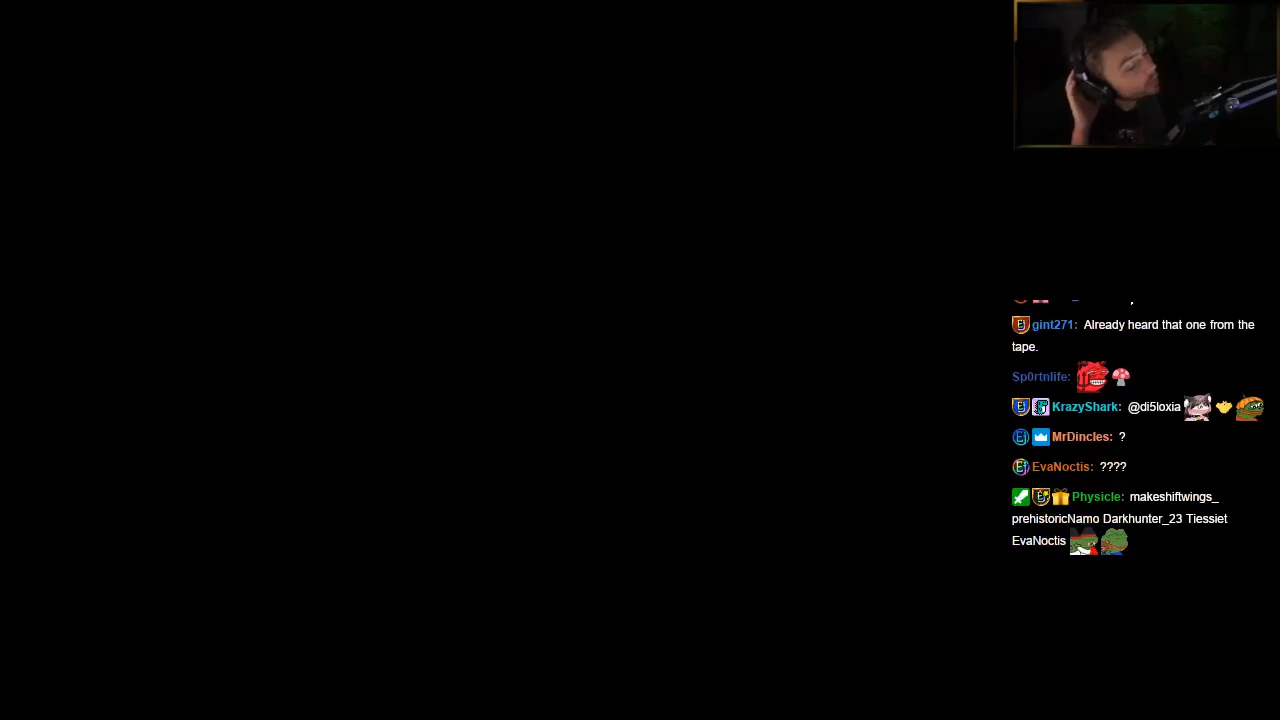 gint271: Already heard that one from the
tape.
Sp0rtnlife:
KrazyShark: @di5loxia
MrDincles: ?
EvaNoctis: ????
Physicle: makeshiftwings_
prehistoricNamo Darkhunter_23 Tiessiet
EvaNoctis